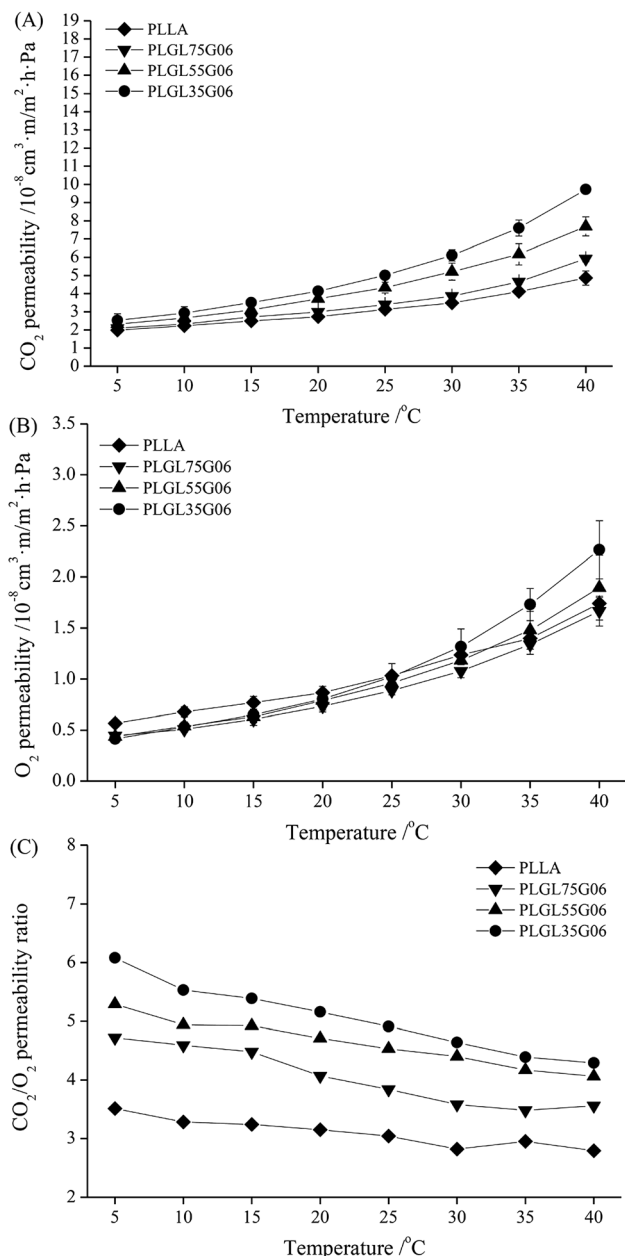 (A)
PLLA
PLGL75G06
PLGL55G06
PLGL35G06
CO₂ permeability /10⁻⁸cm³·m/m²·h·Pa
19
18
17
16
15
14
13
12
11
10
9
8
7
6
5
4
3
2
1
0
5 10 15 20 25 30 35 40
Temperature /°C
(B)
PLLA
PLGL75G06
PLGL55G06
PLGL35G06
O₂ permeability /10⁻⁸cm³·m/m²·h·Pa
3.5
3.0
2.5
2.0
1.5
1.0
0.5
0.0
5 10 15 20 25 30 35 40
Temperature /°C
(C)
PLLA
PLGL75G06
PLGL55G06
PLGL35G06
CO₂/O₂ permeability ratio
8
7
6
5
4
3
2
5 10 15 20 25 30 35 40
Temperature /°C